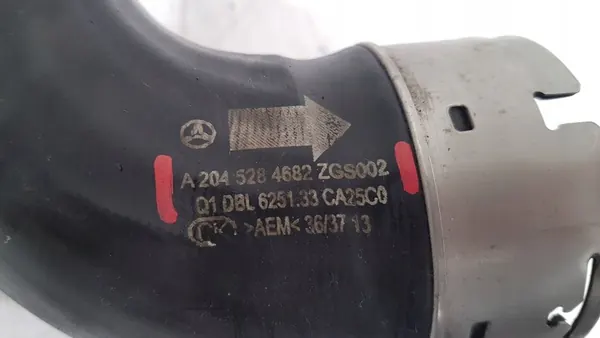 A 204 528 4682 ZGS002
Q1 DBL 6251.33 CA25C0
>AEM< 36/37 13